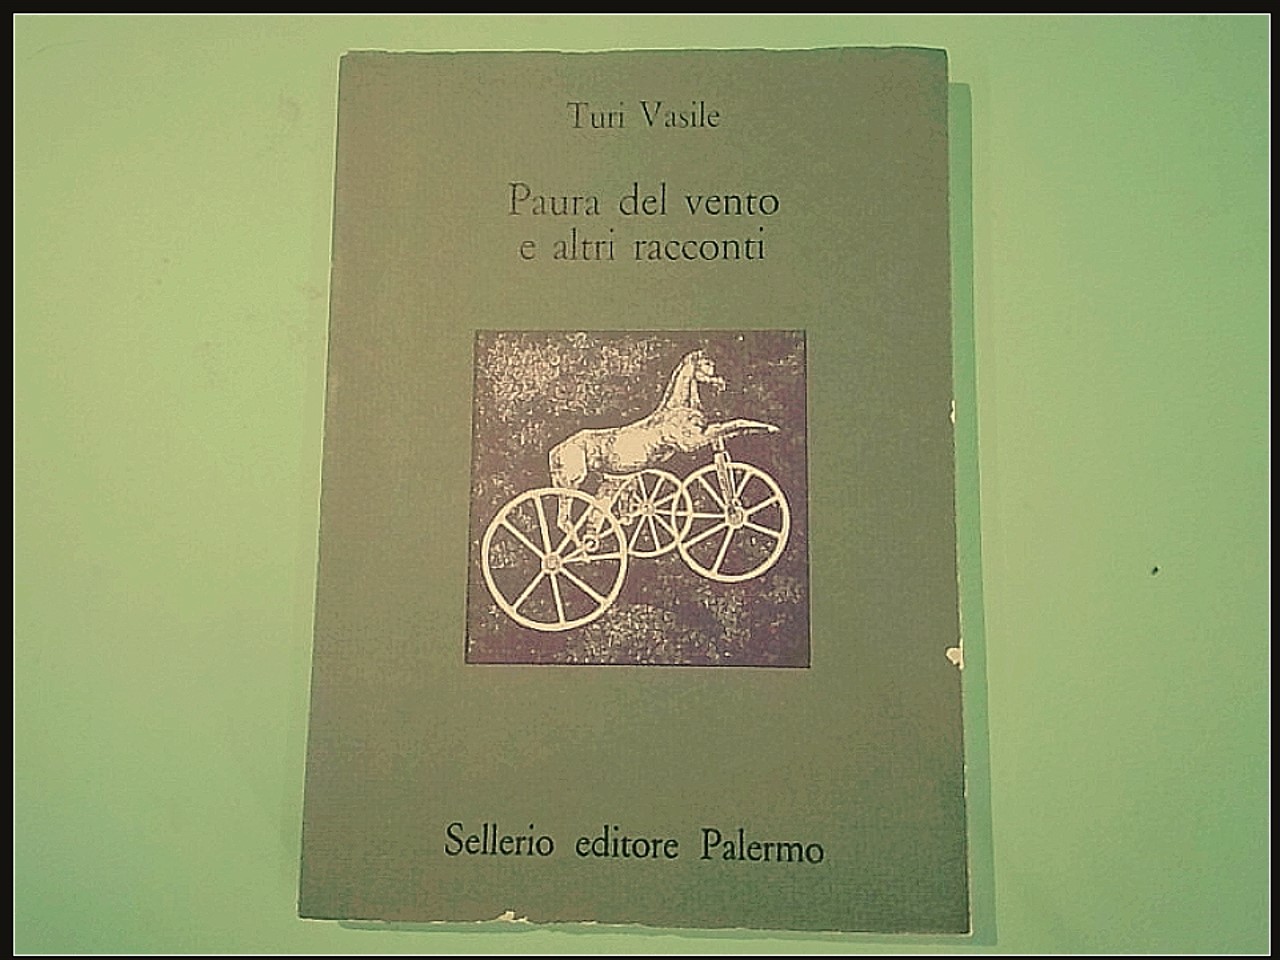 Turi Vasile
Paura del vento
e altri racconti
Sellerio editore Palermo